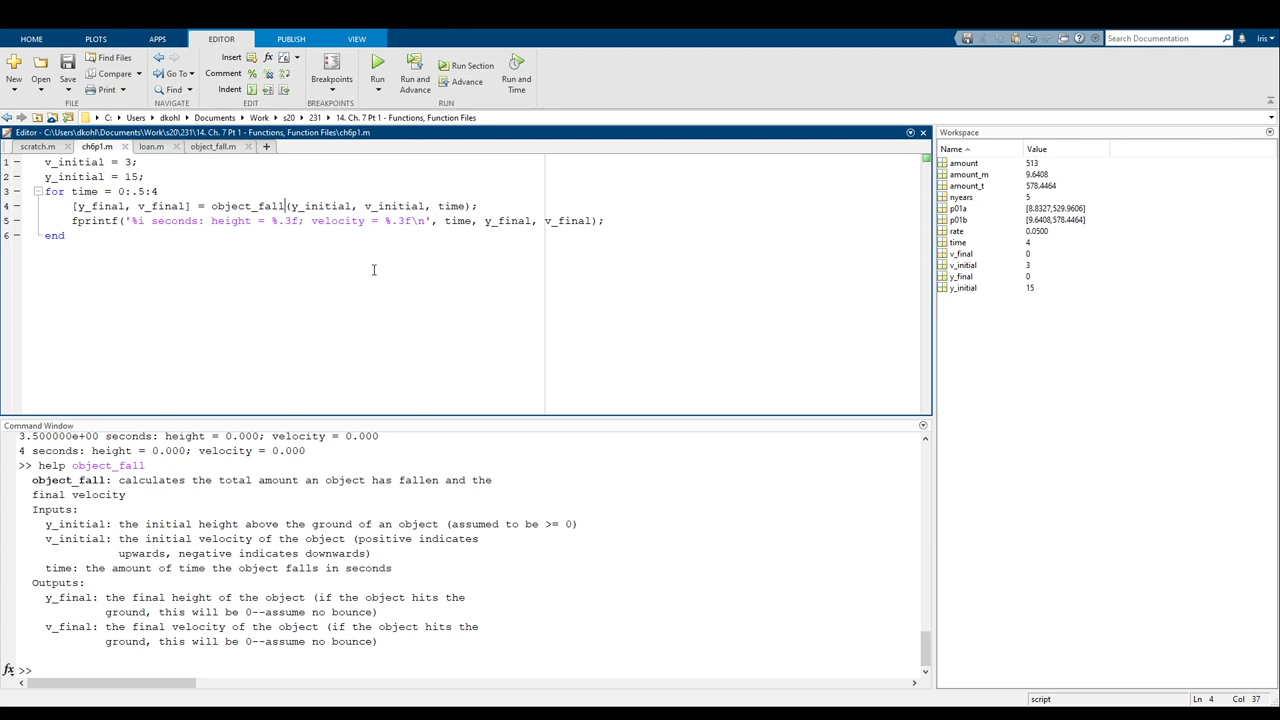 HOME PLOTS APPS EDITOR PUBLISH VIEW Search Documentation Iris
New Open Save Find Files Compare Print Go To Find Insert fx Comment Indent Breakpoints Run Run and Advance Run Section Advance Run and Time
FILE NAVIGATE EDIT BREAKPOINTS RUN
C: Users dkohl Documents Work s20 231 14. Ch. 7 Pt 1 - Functions, Function Files
Editor - C:\Users\dkohl\Documents\Work\s20\231\14. Ch. 7 Pt 1 - Functions, Function Files\ch6p1.m
scratch.m ch6p1.m loan.m object_fall.m
1 v_initial = 3;
2 y_initial = 15;
3 for time = 0:.5:4
4 [y_final, v_final] = object_fall(y_initial, v_initial, time);
5 fprintf('%i seconds: height = %.3f; velocity = %.3f\n', time, y_final, v_final);
6 end
Command Window
3.500000e+00 seconds: height = 0.000; velocity = 0.000
4 seconds: height = 0.000; velocity = 0.000
>> help object_fall
object_fall: calculates the total amount an object has fallen and the
final velocity
Inputs:
y_initial: the initial height above the ground of an object (assumed to be >= 0)
v_initial: the initial velocity of the object (positive indicates
upwards, negative indicates downwards)
time: the amount of time the object falls in seconds
Outputs:
y_final: the final height of the object (if the object hits the
ground, this will be 0--assume no bounce)
v_final: the final velocity of the object (if the object hits the
ground, this will be 0--assume no bounce)
fx >>
Workspace
Name Value
amount 513
amount_m 9.6408
amount_t 578.4464
nyears 5
p01a [8.8327,529.9606]
p01b [9.6408,578.4464]
rate 0.0500
time 4
v_final 0
v_initial 3
y_final 0
y_initial 15
script Ln 4 Col 37